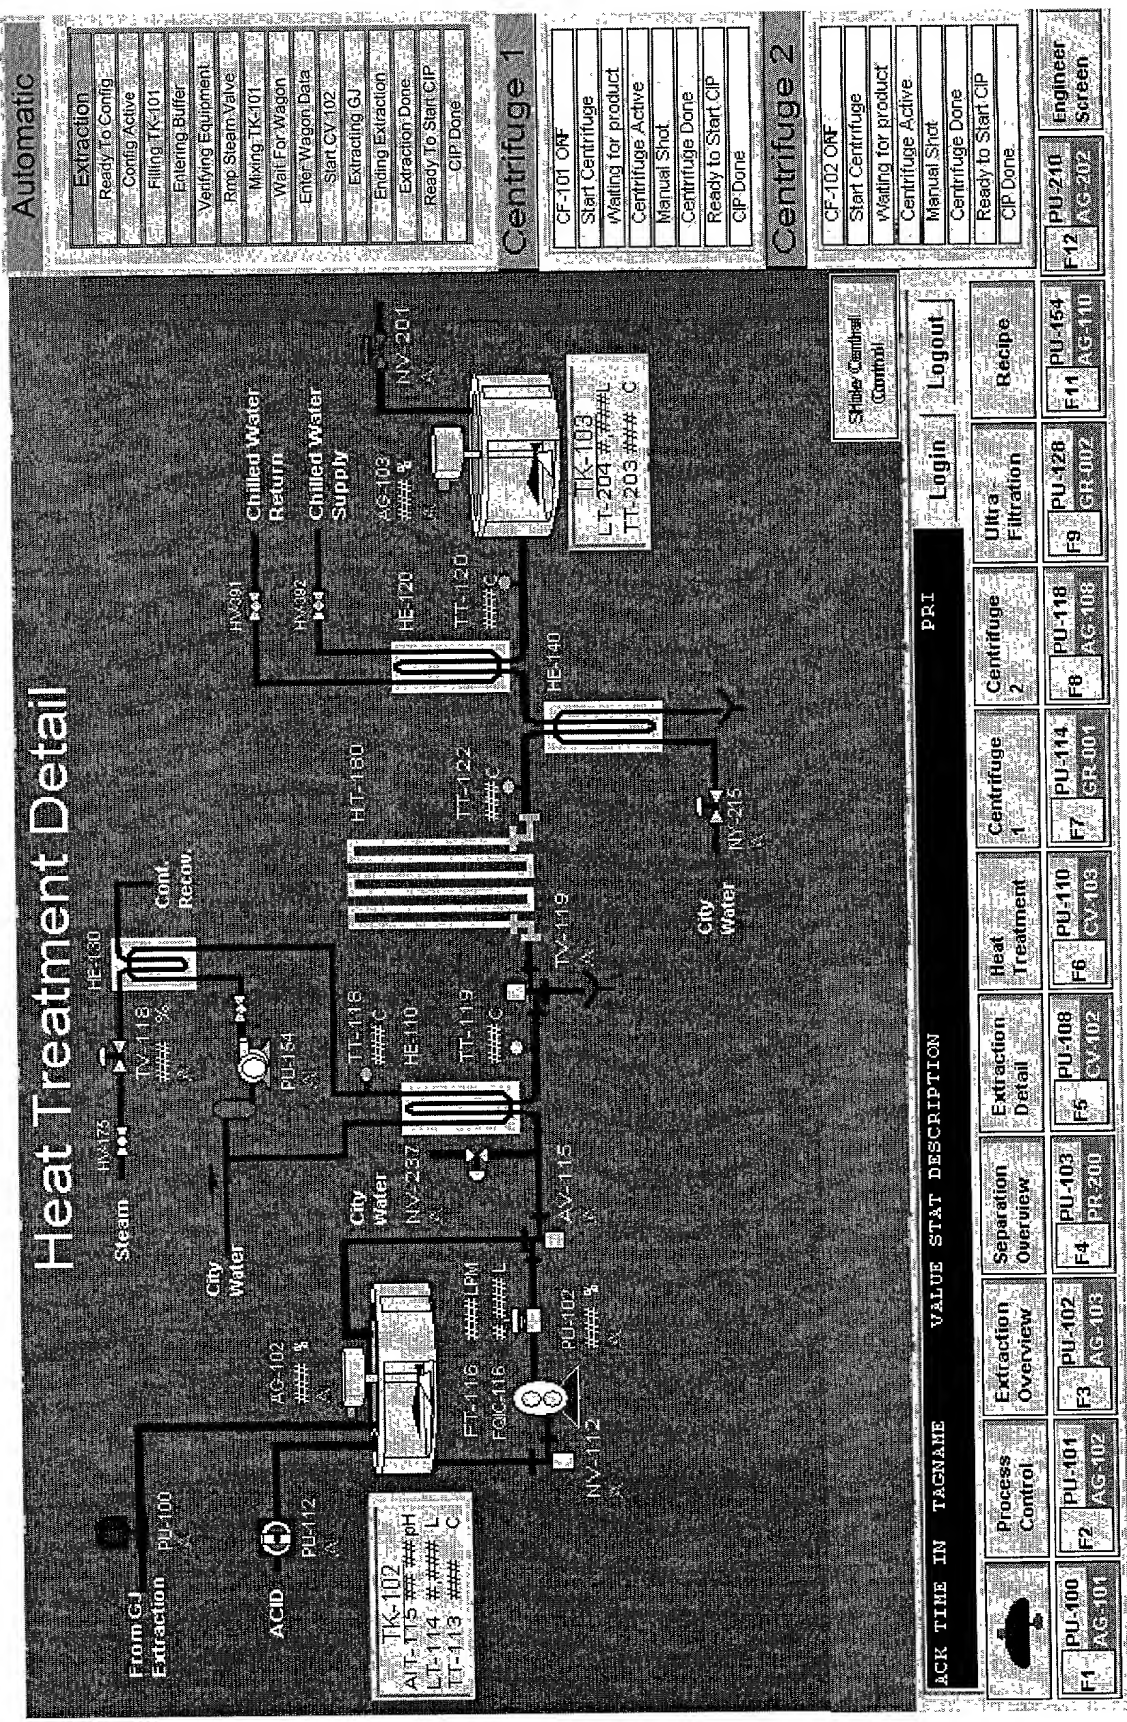 Heat Treatment Detail
From GJ
Extraction
PU-100
A
ACID
PU-112
A
TK-102
AIT-115 ##.##pH
LT-114 #,### L
TT-113 ### C
AG-102
### %
A
FT-116 ###LPM
FQC-116 #,### L
NV-112
A
PU-102
### %
A
AV-115
A
City
Water
NV-237
A
City
Water
Steam
HV-175
TV-118
### %
A
HE-130
Cont.
Recov.
PU-154
A
TT-118
###C
HE-110
TT-119
###C
TV-119
A
HT-180
TT-122
###C
City
Water
NV-215
A
HE-140
HE-120
TT-120
###C
HV-391
HV-392
Chilled Water
Return
Chilled Water
Supply
AG-103
### %
A
NV-201
A
TK-103
LT-204 #,###L
TT-203 ### C
Automatic
Extraction
Ready To Config
Config Active
Filling TK-101
Entering Buffer
Verifying Equipment
Rmp Steam Valve
Mixing TK-101
Wait For Wagon
Enter Wagon Data
Start CV 102
Extracting GJ
Ending Extraction
Extraction Done
Ready To Start CIP
CIP Done
Centrifuge 1
CF-101
Start Centrifuge
Waiting for product
Centrifuge Active
Manual Shot
Centrifuge Done
Ready to Start CIP
CIP Done
Centrifuge 2
CF-102
Start Centrifuge
Waiting for product
Centrifuge Active
Manual Shot
Centrifuge Done
Ready to Start CIP
CIP Done
Control
Login
Logout
ACK TIME IN TAGNAME VALUE STAT DESCRIPTION PRI
Process
Control
Extraction
Overview
Separation
Overview
Extraction
Detail
Heat
Treatment
Centrifuge
1
Centrifuge
2
Ultra
Filtration
Recipe
Engineer
Screen
F1 PU-100
AG-101
F2 PU-101
AG-102
F3 PU-102
AG-103
F4 PU-103
PR-200
F5 PU-108
CV-102
F6 PU-110
CV-103
F7 PU-114
GR-001
F8 PU-118
AG-108
F9 PU-128
GR-002
F11 PU-154
AG-110
F12 PU-210
AG-202